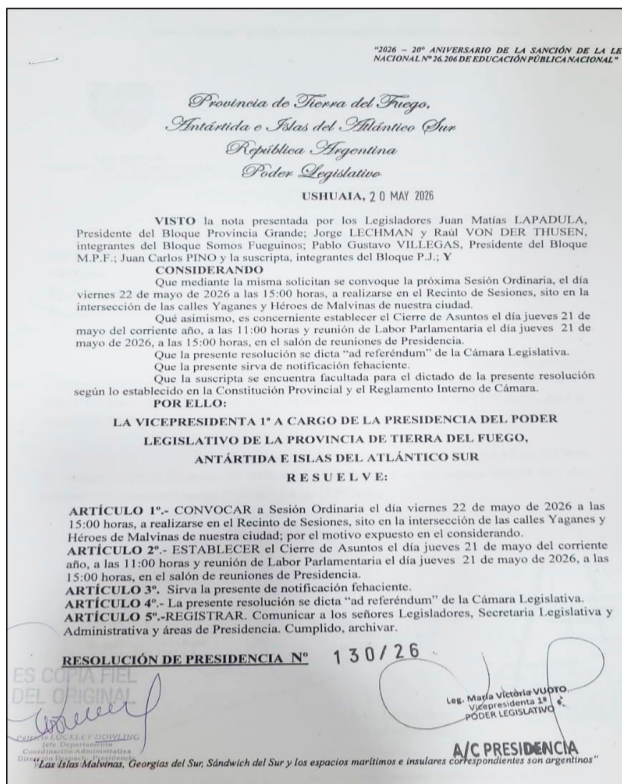 "2026 – 20° ANIVERSARIO DE LA SANCIÓN DE LA LE
NACIONAL Nº 26.206 DE EDUCACIÓN PÚBLICA NACIONAL"
Provincia de Tierra del Fuego,
Antártida e Islas del Atlántico Sur
República Argentina
Poder Legislativo
USHUAIA, 20 MAY 2026
VISTO la nota presentada por los Legisladores Juan Matías LAPADULA,
Presidente del Bloque Provincia Grande; Jorge LECHMAN y Raúl VON DER THUSEN,
integrantes del Bloque Somos Fueguinos; Pablo Gustavo VILLEGAS, Presidente del Bloque
M.P.F.; Juan Carlos PINO y la suscripta, integrantes del Bloque P.J.; Y
CONSIDERANDO
Que mediante la misma solicitan se convoque la próxima Sesión Ordinaria, el día
viernes 22 de mayo de 2026 a las 15:00 horas, a realizarse en el Recinto de Sesiones, sito en la
intersección de las calles Yaganes y Héroes de Malvinas de nuestra ciudad.
Qué asimismo, es concerniente establecer el Cierre de Asuntos el día jueves 21 de
mayo del corriente año, a las 11:00 horas y reunión de Labor Parlamentaria el día jueves 21 de
mayo de 2026, a las 15:00 horas, en el salón de reuniones de Presidencia.
Que la presente resolución se dicta "ad referéndum" de la Cámara Legislativa.
Que la presente sirva de notificación fehaciente.
Que la suscripta se encuentra facultada para el dictado de la presente resolución
según lo establecido en la Constitución Provincial y el Reglamento Interno de Cámara.
POR ELLO:
LA VICEPRESIDENTA 1ª A CARGO DE LA PRESIDENCIA DEL PODER
LEGISLATIVO DE LA PROVINCIA DE TIERRA DEL FUEGO,
ANTÁRTIDA E ISLAS DEL ATLÁNTICO SUR
R E S U E L V E:
ARTÍCULO 1º.- CONVOCAR a Sesión Ordinaria el día viernes 22 de mayo de 2026 a las
15:00 horas, a realizarse en el Recinto de Sesiones, sito en la intersección de las calles Yaganes y
Héroes de Malvinas de nuestra ciudad; por el motivo expuesto en el considerando.
ARTÍCULO 2º.- ESTABLECER el Cierre de Asuntos el día jueves 21 de mayo del corriente
año, a las 11:00 horas y reunión de Labor Parlamentaria el día jueves 21 de mayo de 2026, a las
15:00 horas, en el salón de reuniones de Presidencia.
ARTÍCULO 3º. Sirva la presente de notificación fehaciente.
ARTÍCULO 4º.- La presente resolución se dicta "ad referéndum" de la Cámara Legislativa.
ARTÍCULO 5º.-REGISTRAR. Comunicar a los señores Legisladores, Secretaria Legislativa y
Administrativa y áreas de Presidencia. Cumplido, archivar.
RESOLUCIÓN DE PRESIDENCIA Nº 130/26
ES COPIA FIEL
DEL ORIGINAL
LUCKLEY DOWLING
Jefe Departamento
Coordinación Administrativa
Leg. María Victoria VUOTO
Vicepresidenta 1ª
PODER LEGISLATIVO
A/C PRESIDENCIA
"Las Islas Malvinas, Georgias del Sur, Sándwich del Sur y los espacios marítimos e insulares correspondientes son argentinos"